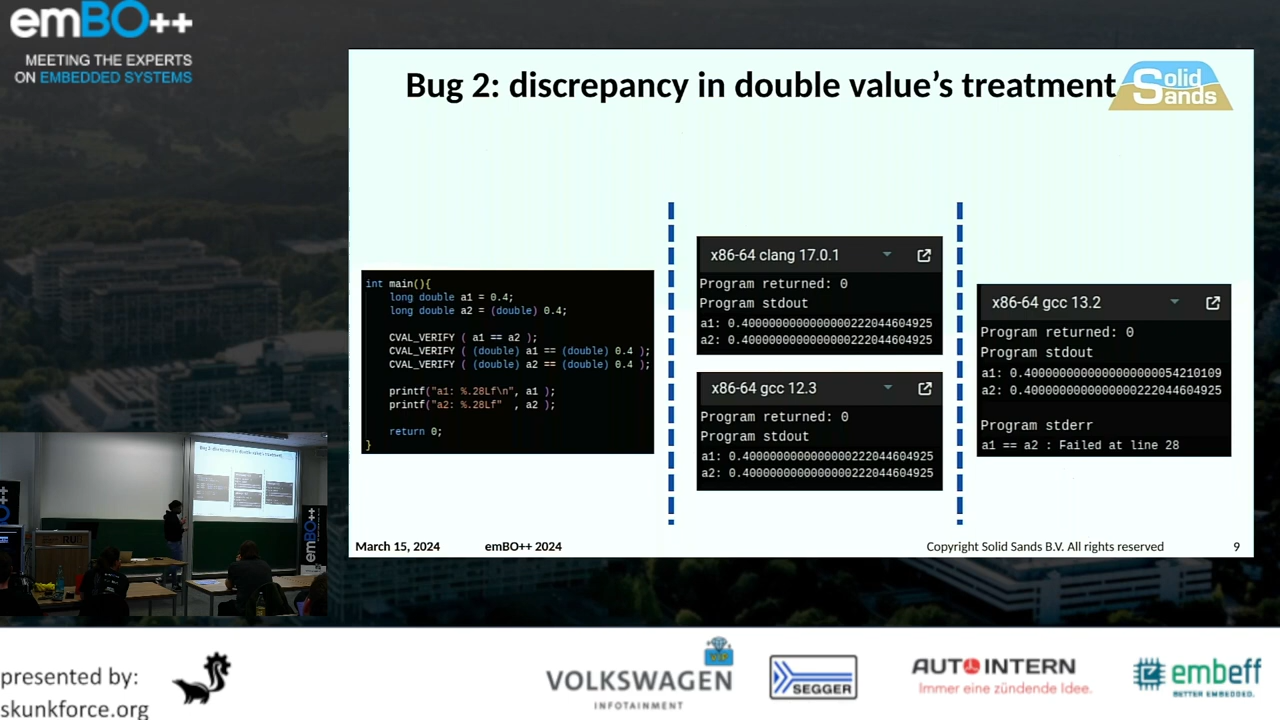 emBO++
MEETING THE EXPERTS
ON EMBEDDED SYSTEMS
Bug 2: discrepancy in double value's treatment
Solid
Sands
int main(){
long double a1 = 0.4;
long double a2 = (double) 0.4;
CVAL_VERIFY ( a1 == a2 );
CVAL_VERIFY ( (double) a1 == (double) 0.4 );
CVAL_VERIFY ( (double) a2 == (double) 0.4 );
printf("a1: %.28Lf\n", a1 );
printf("a2: %.28Lf" , a2 );
return 0;
}
x86-64 clang 17.0.1
Program returned: 0
Program stdout
a1: 0.4000000000000000222044604925
a2: 0.4000000000000000222044604925
x86-64 gcc 12.3
Program returned: 0
Program stdout
a1: 0.4000000000000000222044604925
a2: 0.4000000000000000222044604925
x86-64 gcc 13.2
Program returned: 0
Program stdout
a1: 0.4000000000000000000054210109
a2: 0.4000000000000000222044604925
Program stderr
a1 == a2 : Failed at line 28
March 15, 2024
emBO++ 2024
Copyright Solid Sands B.V. All rights reserved
9
emBO++
presented by:
skunkforce.org
VOLKSWAGEN
INFOTAINMENT
SEGGER
AUTOINTERN
Immer eine zündende Idee.
embeff
BETTER EMBEDDED.